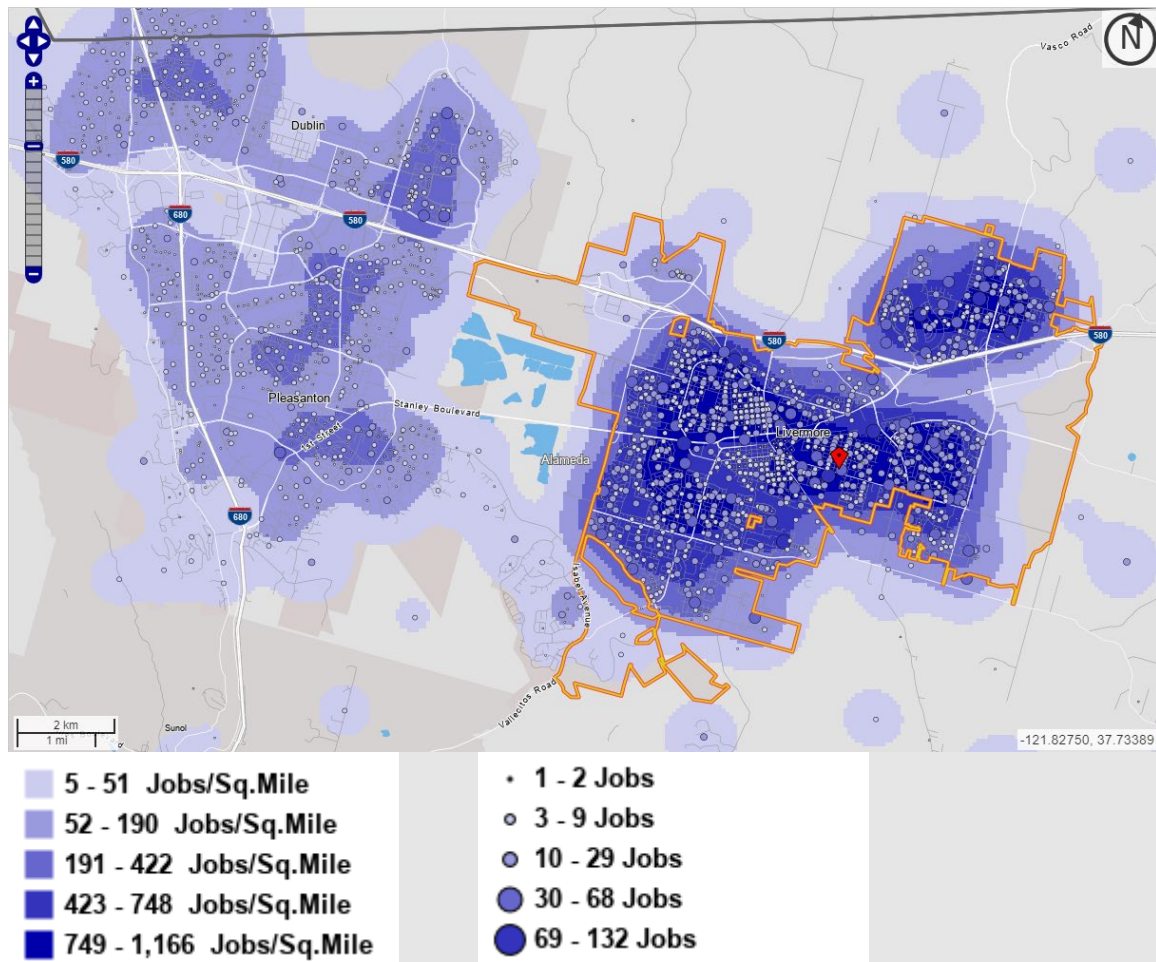 Vasco Road
N
Dublin
580
680
580
580
580
Pleasanton
Stanley Boulevard
1st Street
Livermore
Alameda
680
Isabel Avenue
Vallecitos Road
Sunol
2 km
1 mi
-121.82750, 37.73389
5 - 51 Jobs/Sq.Mile
52 - 190 Jobs/Sq.Mile
191 - 422 Jobs/Sq.Mile
423 - 748 Jobs/Sq.Mile
749 - 1,166 Jobs/Sq.Mile
1 - 2 Jobs
3 - 9 Jobs
10 - 29 Jobs
30 - 68 Jobs
69 - 132 Jobs